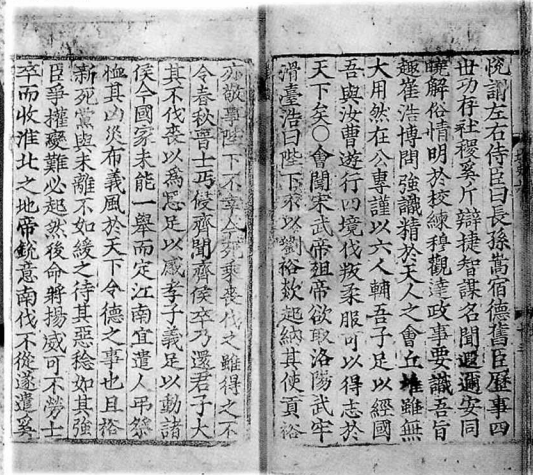 悅謂左右侍臣曰長孫嵩宿德舊臣歷事四
世功存社稷奚斤辯捷智謀名聞遐邇安同
曉解俗情明於校練穆觀達政事要識吾旨
趣崔浩博聞強識精於天人之會丘堆雖無
大用然在公專謹以六人輔吾子足以經國
吾與汝曹遊行四境伐叛柔服可以得志於
天下矣○會聞宋武帝殂帝欲取洛陽武牢
滑臺浩曰陛下不以劉裕欻起納其使貢裕
亦敬事陛下不幸今死乘喪伐之雖得之不
令春秋晉士丐侵齊聞齊侯卒乃還君子大
其不伐喪以為恩足以感孝子義足以動諸
侯今國家未能一舉而定江南宜遣人弔祭
恤其凶災布義風於天下令德之事也且裕
新死黨與未離不如緩之待其惡稔如其強
臣爭權變難必起然後命將揚威可不勞士
卒而收淮北之地帝銳意南伐不從遂遣奚